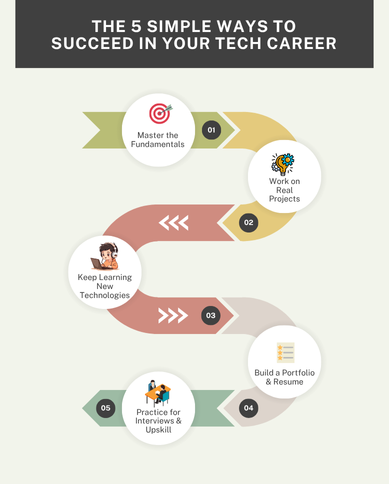 THE 5 SIMPLE WAYS TO
SUCCEED IN YOUR TECH CAREER
Master the
Fundamentals
01
Work on
Real
Projects
02
Keep Learning
New
Technologies
03
Build a Portfolio
& Resume
04
Practice for
Interviews &
Upskill
05